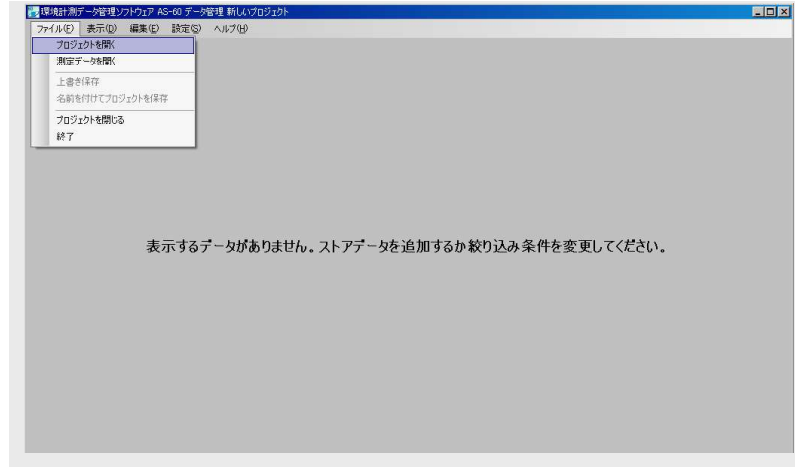 環境計測データ管理ソフトウェア AS-60 データ管理 新しいプロジェクト
ファイル(F) 表示(D) 編集(E) 設定(S) ヘルプ(H)
プロジェクトを開く
測定データを開く
上書き保存
名前を付けてプロジェクトを保存
プロジェクトを閉じる
終了
表示するデータがありません。ストアデータを追加するか絞り込み条件を変更してください。